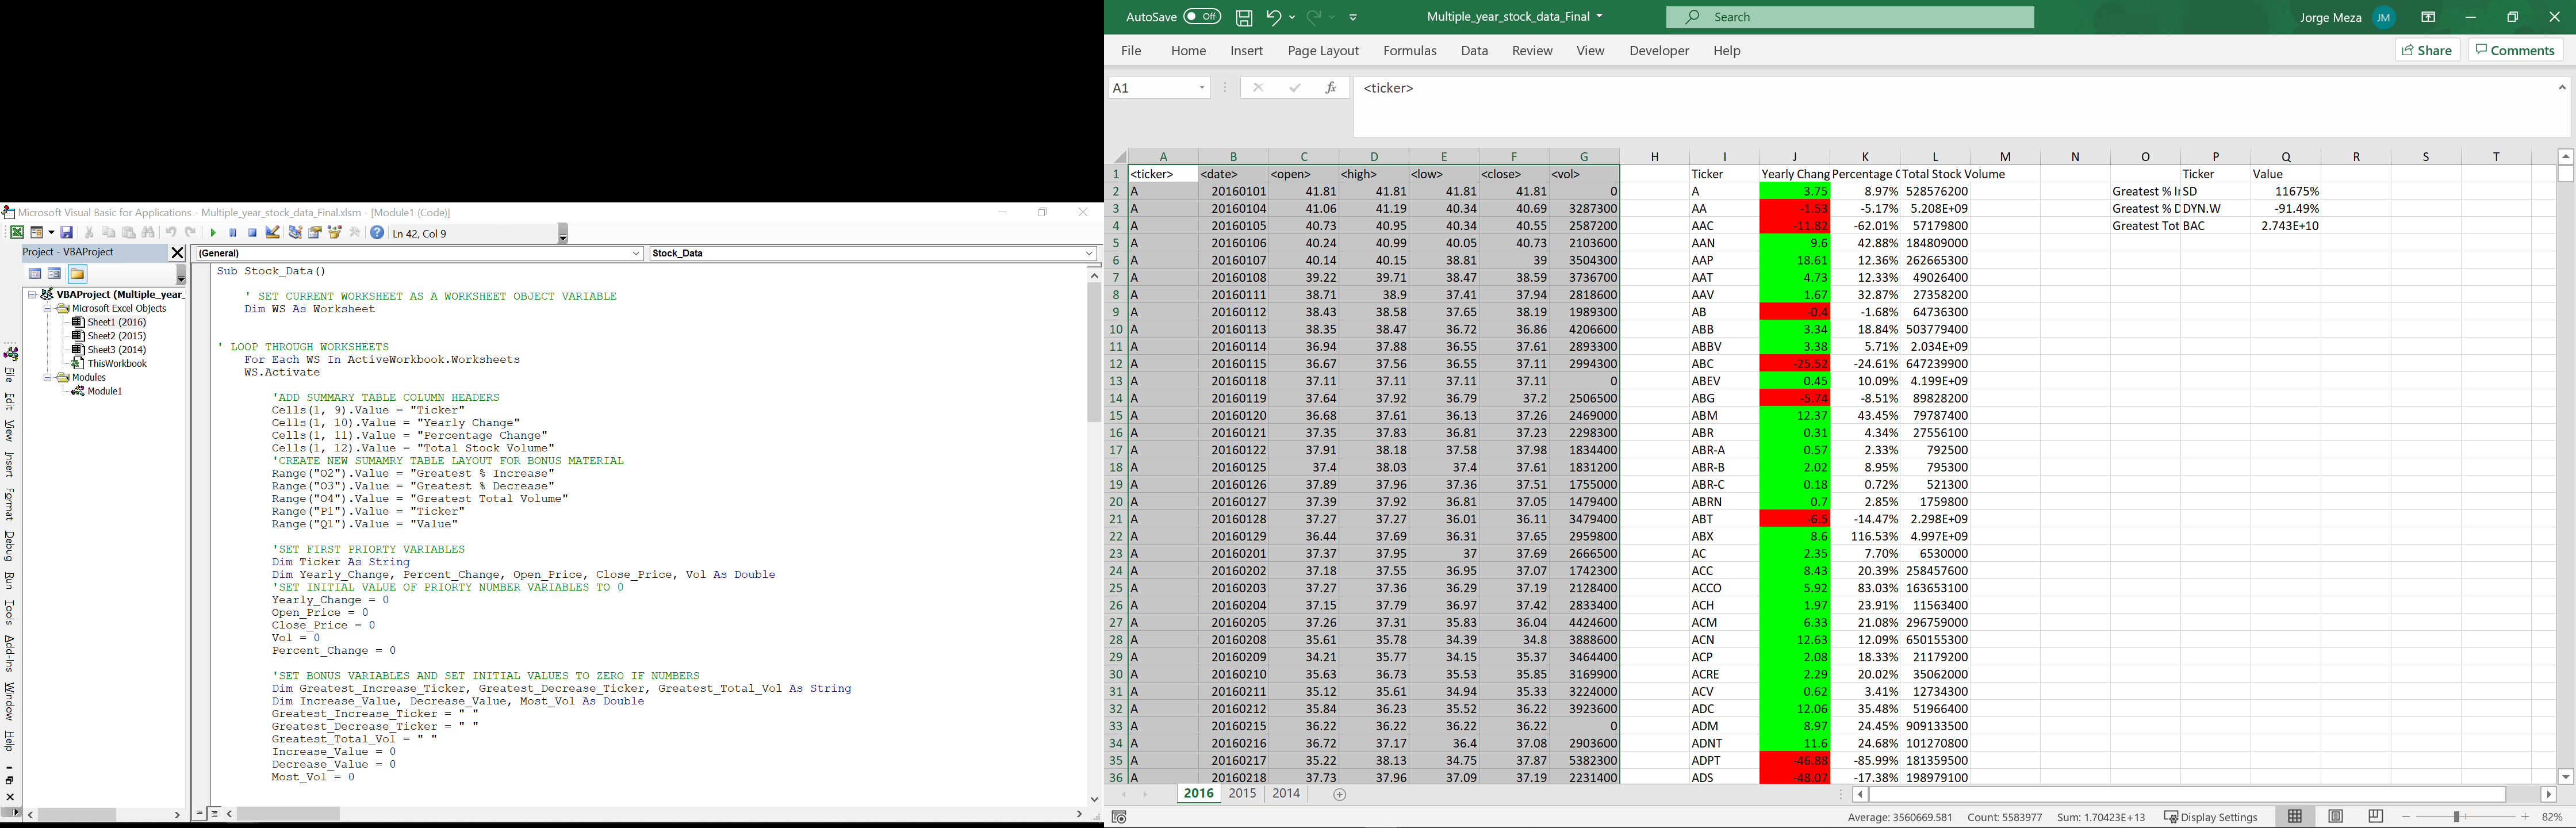 Microsoft Visual Basic for Applications - Multiple_year_stock_data_Final.xlsm - [Module1 (Code)]
Ln 42, Col 9
Project - VBAProject
(General)
Stock_Data
VBAProject (Multiple_year_
Microsoft Excel Objects
Sheet1 (2016)
Sheet2 (2015)
Sheet3 (2014)
ThisWorkbook
Modules
Module1
File
Edit
View
Insert
Format
Debug
Run
Tools
Add-Ins
Window
Help
Sub Stock_Data()
' SET CURRENT WORKSHEET AS A WORKSHEET OBJECT VARIABLE
Dim WS As Worksheet
' LOOP THROUGH WORKSHEETS
For Each WS In ActiveWorkbook.Worksheets
WS.Activate
'ADD SUMMARY TABLE COLUMN HEADERS
Cells(1, 9).Value = "Ticker"
Cells(1, 10).Value = "Yearly Change"
Cells(1, 11).Value = "Percentage Change"
Cells(1, 12).Value = "Total Stock Volume"
'CREATE NEW SUMAMRY TABLE LAYOUT FOR BONUS MATERIAL
Range("O2").Value = "Greatest % Increase"
Range("O3").Value = "Greatest % Decrease"
Range("O4").Value = "Greatest Total Volume"
Range("P1").Value = "Ticker"
Range("Q1").Value = "Value"
'SET FIRST PRIORTY VARIABLES
Dim Ticker As String
Dim Yearly_Change, Percent_Change, Open_Price, Close_Price, Vol As Double
'SET INITIAL VALUE OF PRIORTY NUMBER VARIABLES TO 0
Yearly_Change = 0
Open_Price = 0
Close_Price = 0
Vol = 0
Percent_Change = 0
'SET BONUS VARIABLES AND SET INITIAL VALUES TO ZERO IF NUMBERS
Dim Greatest_Increase_Ticker, Greatest_Decrease_Ticker, Greatest_Total_Vol As String
Dim Increase_Value, Decrease_Value, Most_Vol As Double
Greatest_Increase_Ticker = " "
Greatest_Decrease_Ticker = " "
Greatest_Total_Vol = " "
Increase_Value = 0
Decrease_Value = 0
Most_Vol = 0
AutoSave Off Multiple_year_stock_data_Final Search Jorge Meza JM
File Home Insert Page Layout Formulas Data Review View Developer Help Share Comments
A1 fx <ticker>
A B C D E F G H I J K L M N O P Q R S T
1 <ticker> <date> <open> <high> <low> <close> <vol> Ticker Yearly Chang Percentage C Total Stock Volume Ticker Value
2 A 20160101 41.81 41.81 41.81 41.81 0 A 3.75 8.97% 528576200 Greatest % Ir SD 11675%
3 A 20160104 41.06 41.19 40.34 40.69 3287300 AA -1.53 -5.17% 5.208E+09 Greatest % D DYN.W -91.49%
4 A 20160105 40.73 40.95 40.34 40.55 2587200 AAC -11.82 -62.01% 57179800 Greatest Tot BAC 2.743E+10
5 A 20160106 40.24 40.99 40.05 40.73 2103600 AAN 9.6 42.88% 184809000
6 A 20160107 40.14 40.15 38.81 39 3504300 AAP 18.61 12.36% 262665300
7 A 20160108 39.22 39.71 38.47 38.59 3736700 AAT 4.73 12.33% 49026400
8 A 20160111 38.71 38.9 37.41 37.94 2818600 AAV 1.67 32.87% 27358200
9 A 20160112 38.43 38.58 37.65 38.19 1989300 AB -0.4 -1.68% 64736300
10 A 20160113 38.35 38.47 36.72 36.86 4206600 ABB 3.34 18.84% 503779400
11 A 20160114 36.94 37.88 36.55 37.61 2893300 ABBV 3.38 5.71% 2.034E+09
12 A 20160115 36.67 37.56 36.55 37.11 2994300 ABC -25.52 -24.61% 647239900
13 A 20160118 37.11 37.11 37.11 37.11 0 ABEV 0.45 10.09% 4.199E+09
14 A 20160119 37.64 37.92 36.79 37.2 2506500 ABG -5.74 -8.51% 89828200
15 A 20160120 36.68 37.61 36.13 37.26 2469000 ABM 12.37 43.45% 79787400
16 A 20160121 37.35 37.83 36.81 37.23 2298300 ABR 0.31 4.34% 27556100
17 A 20160122 37.91 38.18 37.58 37.98 1834400 ABR-A 0.57 2.33% 792500
18 A 20160125 37.4 38.03 37.4 37.61 1831200 ABR-B 2.02 8.95% 795300
19 A 20160126 37.89 37.96 37.36 37.51 1755000 ABR-C 0.18 0.72% 521300
20 A 20160127 37.39 37.92 36.81 37.05 1479400 ABRN 0.7 2.85% 1759800
21 A 20160128 37.27 37.27 36.01 36.11 3479400 ABT -6.5 -14.47% 2.298E+09
22 A 20160129 36.44 37.69 36.31 37.65 2959800 ABX 8.6 116.53% 4.997E+09
23 A 20160201 37.37 37.95 37 37.69 2666500 AC 2.35 7.70% 6530000
24 A 20160202 37.18 37.55 36.95 37.07 1742300 ACC 8.43 20.39% 258457600
25 A 20160203 37.27 37.36 36.29 37.19 2128400 ACCO 5.92 83.03% 163653100
26 A 20160204 37.15 37.79 36.97 37.42 2833400 ACH 1.97 23.91% 11563400
27 A 20160205 37.26 37.31 35.83 36.04 4424600 ACM 6.33 21.08% 296759000
28 A 20160208 35.61 35.78 34.39 34.8 3888600 ACN 12.63 12.09% 650155300
29 A 20160209 34.21 35.77 34.15 35.37 3464400 ACP 2.08 18.33% 21179200
30 A 20160210 35.63 36.73 35.53 35.85 3169900 ACRE 2.29 20.02% 35062000
31 A 20160211 35.12 35.61 34.94 35.33 3224000 ACV 0.62 3.41% 12734300
32 A 20160212 35.84 36.23 35.52 36.22 3923600 ADC 12.06 35.48% 51966400
33 A 20160215 36.22 36.22 36.22 36.22 0 ADM 8.97 24.45% 909133500
34 A 20160216 36.72 37.17 36.4 37.08 2903600 ADNT 11.6 24.68% 101270800
35 A 20160217 35.22 38.13 34.75 37.87 5382300 ADPT -46.88 -85.99% 181359500
36 A 20160218 37.73 37.96 37.09 37.19 2231400 ADS -48.07 -17.38% 198979100
2016 2015 2014
Average: 3560669.581 Count: 5583977 Sum: 1.70423E+13 Display Settings 82%